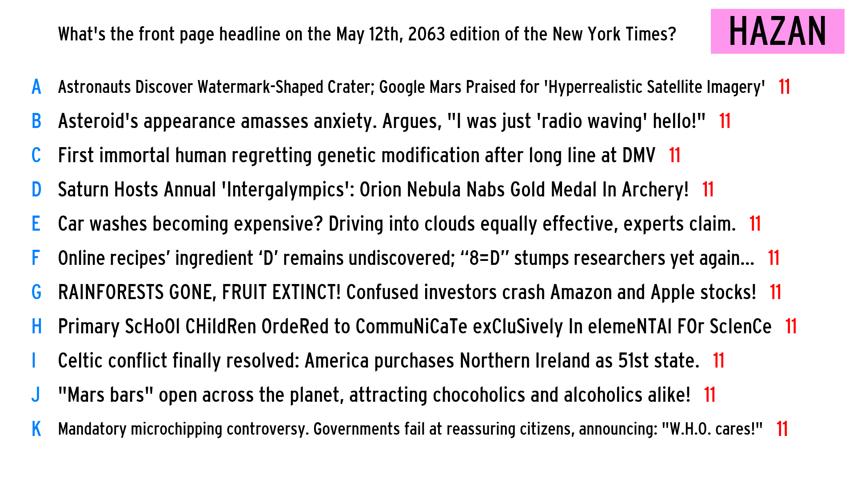 What's the front page headline on the May 12th, 2063 edition of the New York Times?
HAZAN
A Astronauts Discover Watermark-Shaped Crater; Google Mars Praised for 'Hyperrealistic Satellite Imagery' 11
B Asteroid's appearance amasses anxiety. Argues, "I was just 'radio waving' hello!" 11
C First immortal human regretting genetic modification after long line at DMV 11
D Saturn Hosts Annual 'Intergalympics': Orion Nebula Nabs Gold Medal In Archery! 11
E Car washes becoming expensive? Driving into clouds equally effective, experts claim. 11
F Online recipes’ ingredient ‘D’ remains undiscovered; “8=D” stumps researchers yet again... 11
G RAINFORESTS GONE, FRUIT EXTINCT! Confused investors crash Amazon and Apple stocks! 11
H Primary ScHoOl CHildRen OrdeRed to CommuNiCaTe exCluSively In elemeNTAl FOr ScIenCe 11
I Celtic conflict finally resolved: America purchases Northern Ireland as 51st state. 11
J "Mars bars" open across the planet, attracting chocoholics and alcoholics alike! 11
K Mandatory microchipping controversy. Governments fail at reassuring citizens, announcing: "W.H.O. cares!" 11